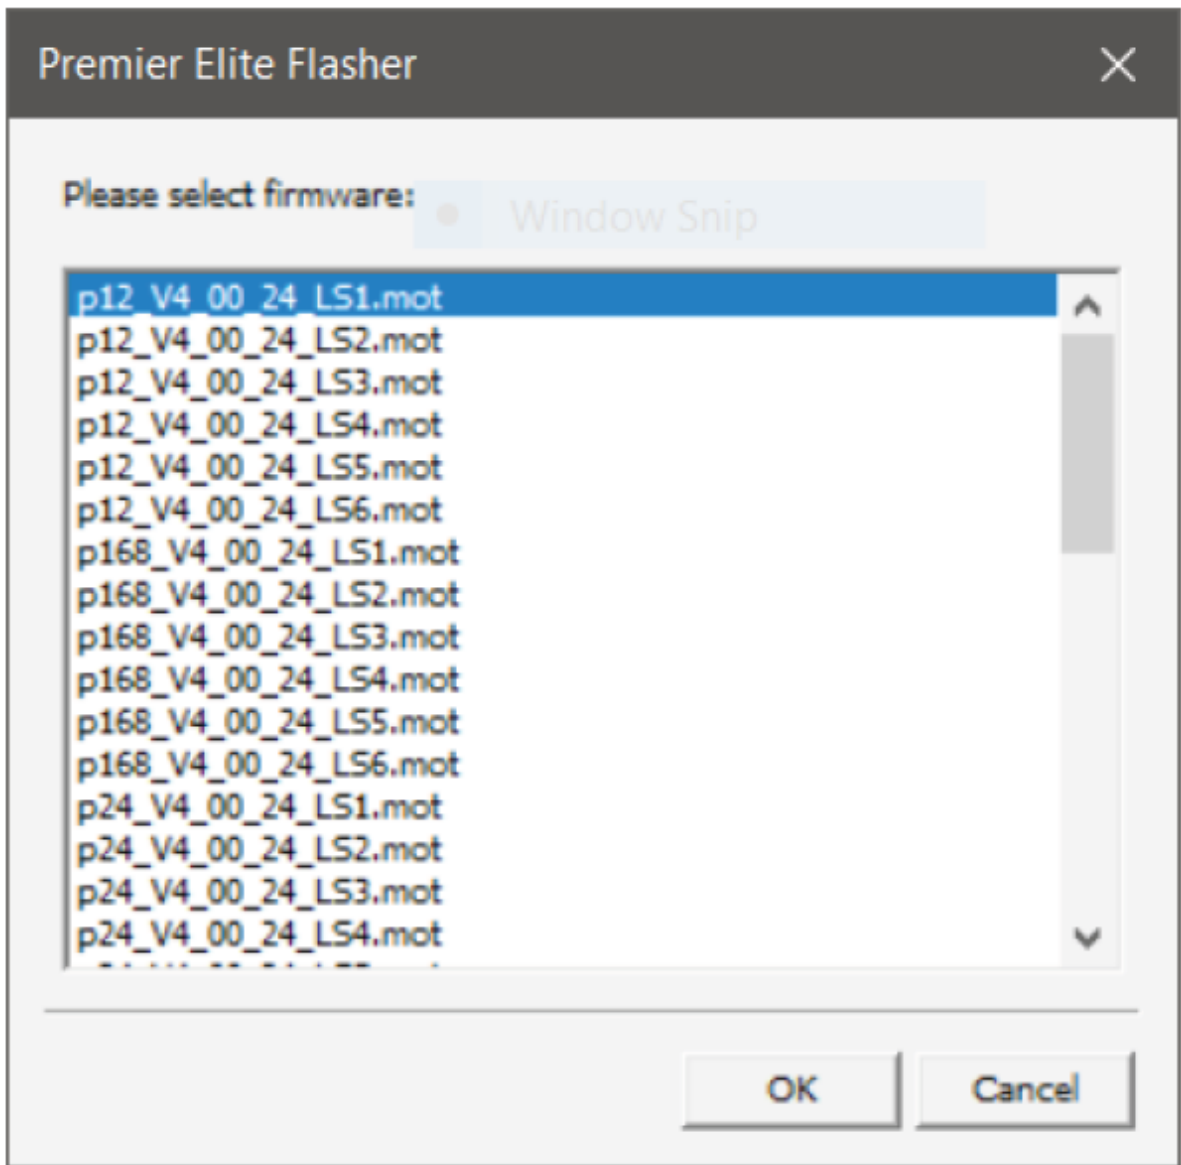 Premier Elite Flasher
Please select firmware:
Window Snip
p12_V4_00_24_LS1.mot
p12_V4_00_24_LS2.mot
p12_V4_00_24_LS3.mot
p12_V4_00_24_LS4.mot
p12_V4_00_24_LS5.mot
p12_V4_00_24_LS6.mot
p168_V4_00_24_LS1.mot
p168_V4_00_24_LS2.mot
p168_V4_00_24_LS3.mot
p168_V4_00_24_LS4.mot
p168_V4_00_24_LS5.mot
p168_V4_00_24_LS6.mot
p24_V4_00_24_LS1.mot
p24_V4_00_24_LS2.mot
p24_V4_00_24_LS3.mot
p24_V4_00_24_LS4.mot
OK Cancel